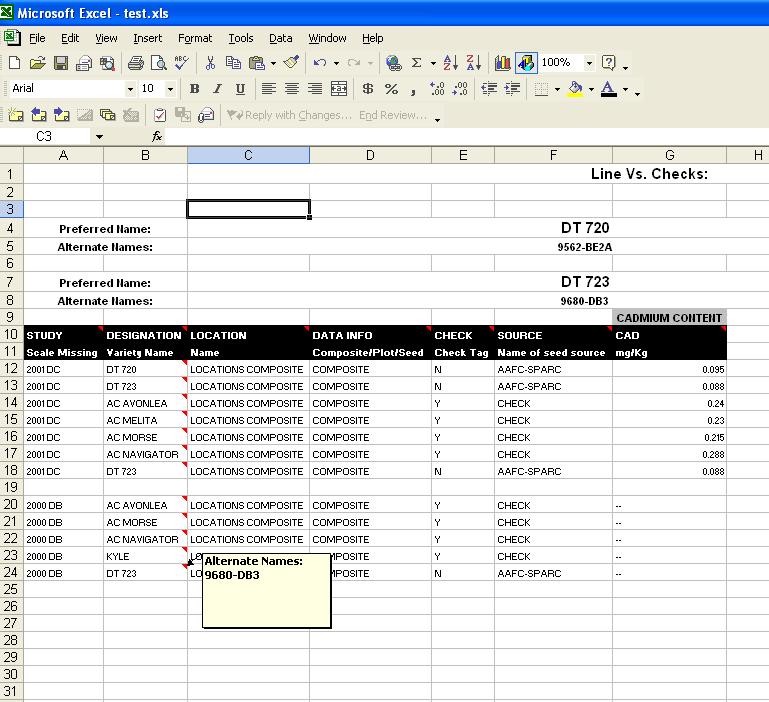 Microsoft Excel - test.xls
File Edit View Insert Format Tools Data Window Help
Σ 100% ?
Arial 10 B I U $ % , A
Reply with Changes... End Review...
C3 fx
A B C D E F G H
1 Line Vs. Checks:
2
3
4 Preferred Name: DT 720
5 Alternate Names: 9562-BE2A
6
7 Preferred Name: DT 723
8 Alternate Names: 9680-DB3
9 CADMIUM CONTENT
10 STUDY DESIGNATION LOCATION DATA INFO CHECK SOURCE CAD
11 Scale Missing Variety Name Name Composite/Plot/Seed Check Tag Name of seed source mg/Kg
12 2001DC DT 720 LOCATIONS COMPOSITE COMPOSITE N AAFC-SPARC 0.095
13 2001DC DT 723 LOCATIONS COMPOSITE COMPOSITE N AAFC-SPARC 0.088
14 2001DC AC AVONLEA LOCATIONS COMPOSITE COMPOSITE Y CHECK 0.24
15 2001DC AC MELITA LOCATIONS COMPOSITE COMPOSITE Y CHECK 0.23
16 2001DC AC MORSE LOCATIONS COMPOSITE COMPOSITE Y CHECK 0.215
17 2001DC AC NAVIGATOR LOCATIONS COMPOSITE COMPOSITE Y CHECK 0.288
18 2001DC DT 723 LOCATIONS COMPOSITE COMPOSITE N AAFC-SPARC 0.088
19
20 2000 DB AC AVONLEA LOCATIONS COMPOSITE COMPOSITE Y CHECK --
21 2000 DB AC MORSE LOCATIONS COMPOSITE COMPOSITE Y CHECK --
22 2000 DB AC NAVIGATOR LOCATIONS COMPOSITE COMPOSITE Y CHECK --
23 2000 DB KYLE LO Alternate Names: MPOSITE Y CHECK --
24 2000 DB DT 723 LO 9680-DB3 MPOSITE N AAFC-SPARC --
25
26
27
28
29
30
31